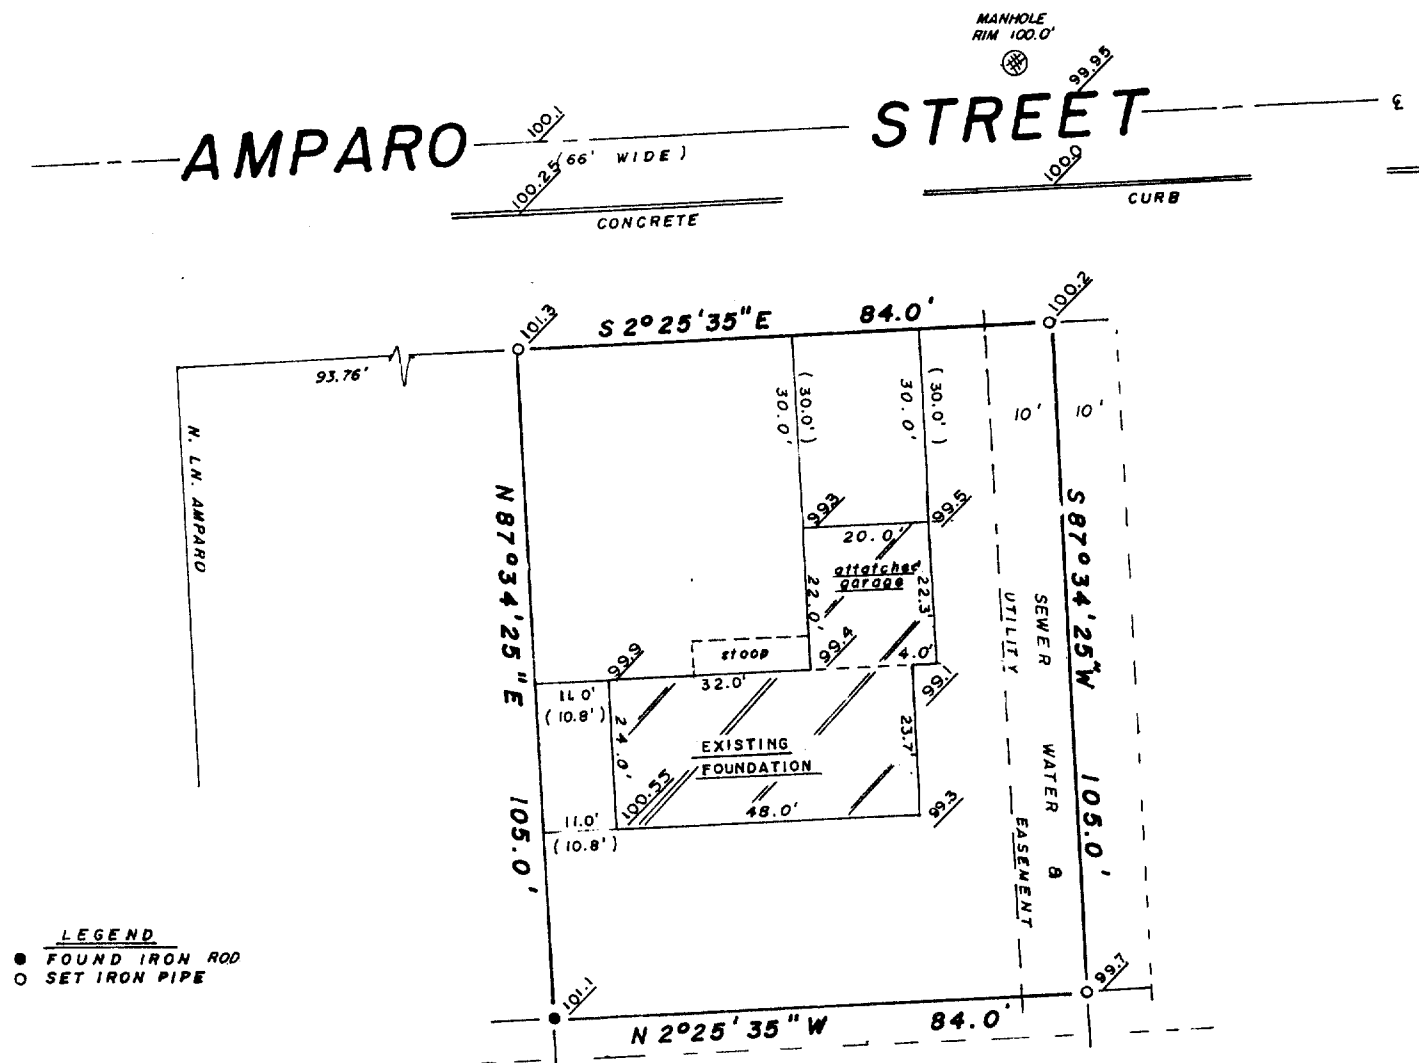 MANHOLE
RIM 100.0'
99.95
AMPARO STREET
100.1
(66' WIDE)
100.25
100.0
CONCRETE
CURB
101.3
S 2°25'35"E 84.0'
100.2
93.76'
N. LN. AMPARO
30.0'
(30.0')
30.0'
(30.0')
10'
10'
N 87°34'25"E 105.0'
S 87°34'25"W 105.0'
99.3
99.5
20.0'
attatched
garage
22.0'
22.3'
stoop
99.4
4.0'
99.9
99.1
32.0'
11.0'
(10.8')
24.0'
23.7'
EXISTING
FOUNDATION
100.55
48.0'
99.3
11.0'
(10.8')
UTILITY EASEMENT
SEWER WATER &
LEGEND
FOUND IRON ROD
SET IRON PIPE
101.1
99.7
N 2°25'35"W 84.0'